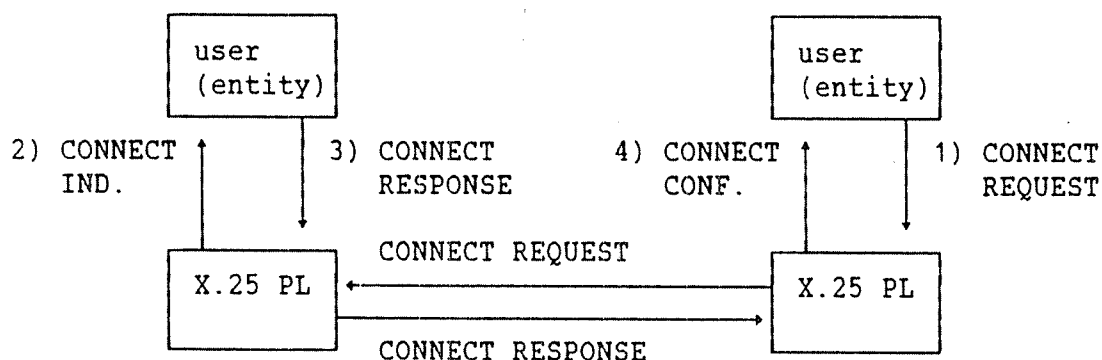 user
(entity)
user
(entity)
2) CONNECT
IND.
3) CONNECT
RESPONSE
4) CONNECT
CONF.
1) CONNECT
REQUEST
CONNECT REQUEST
X.25 PL
X.25 PL
CONNECT RESPONSE